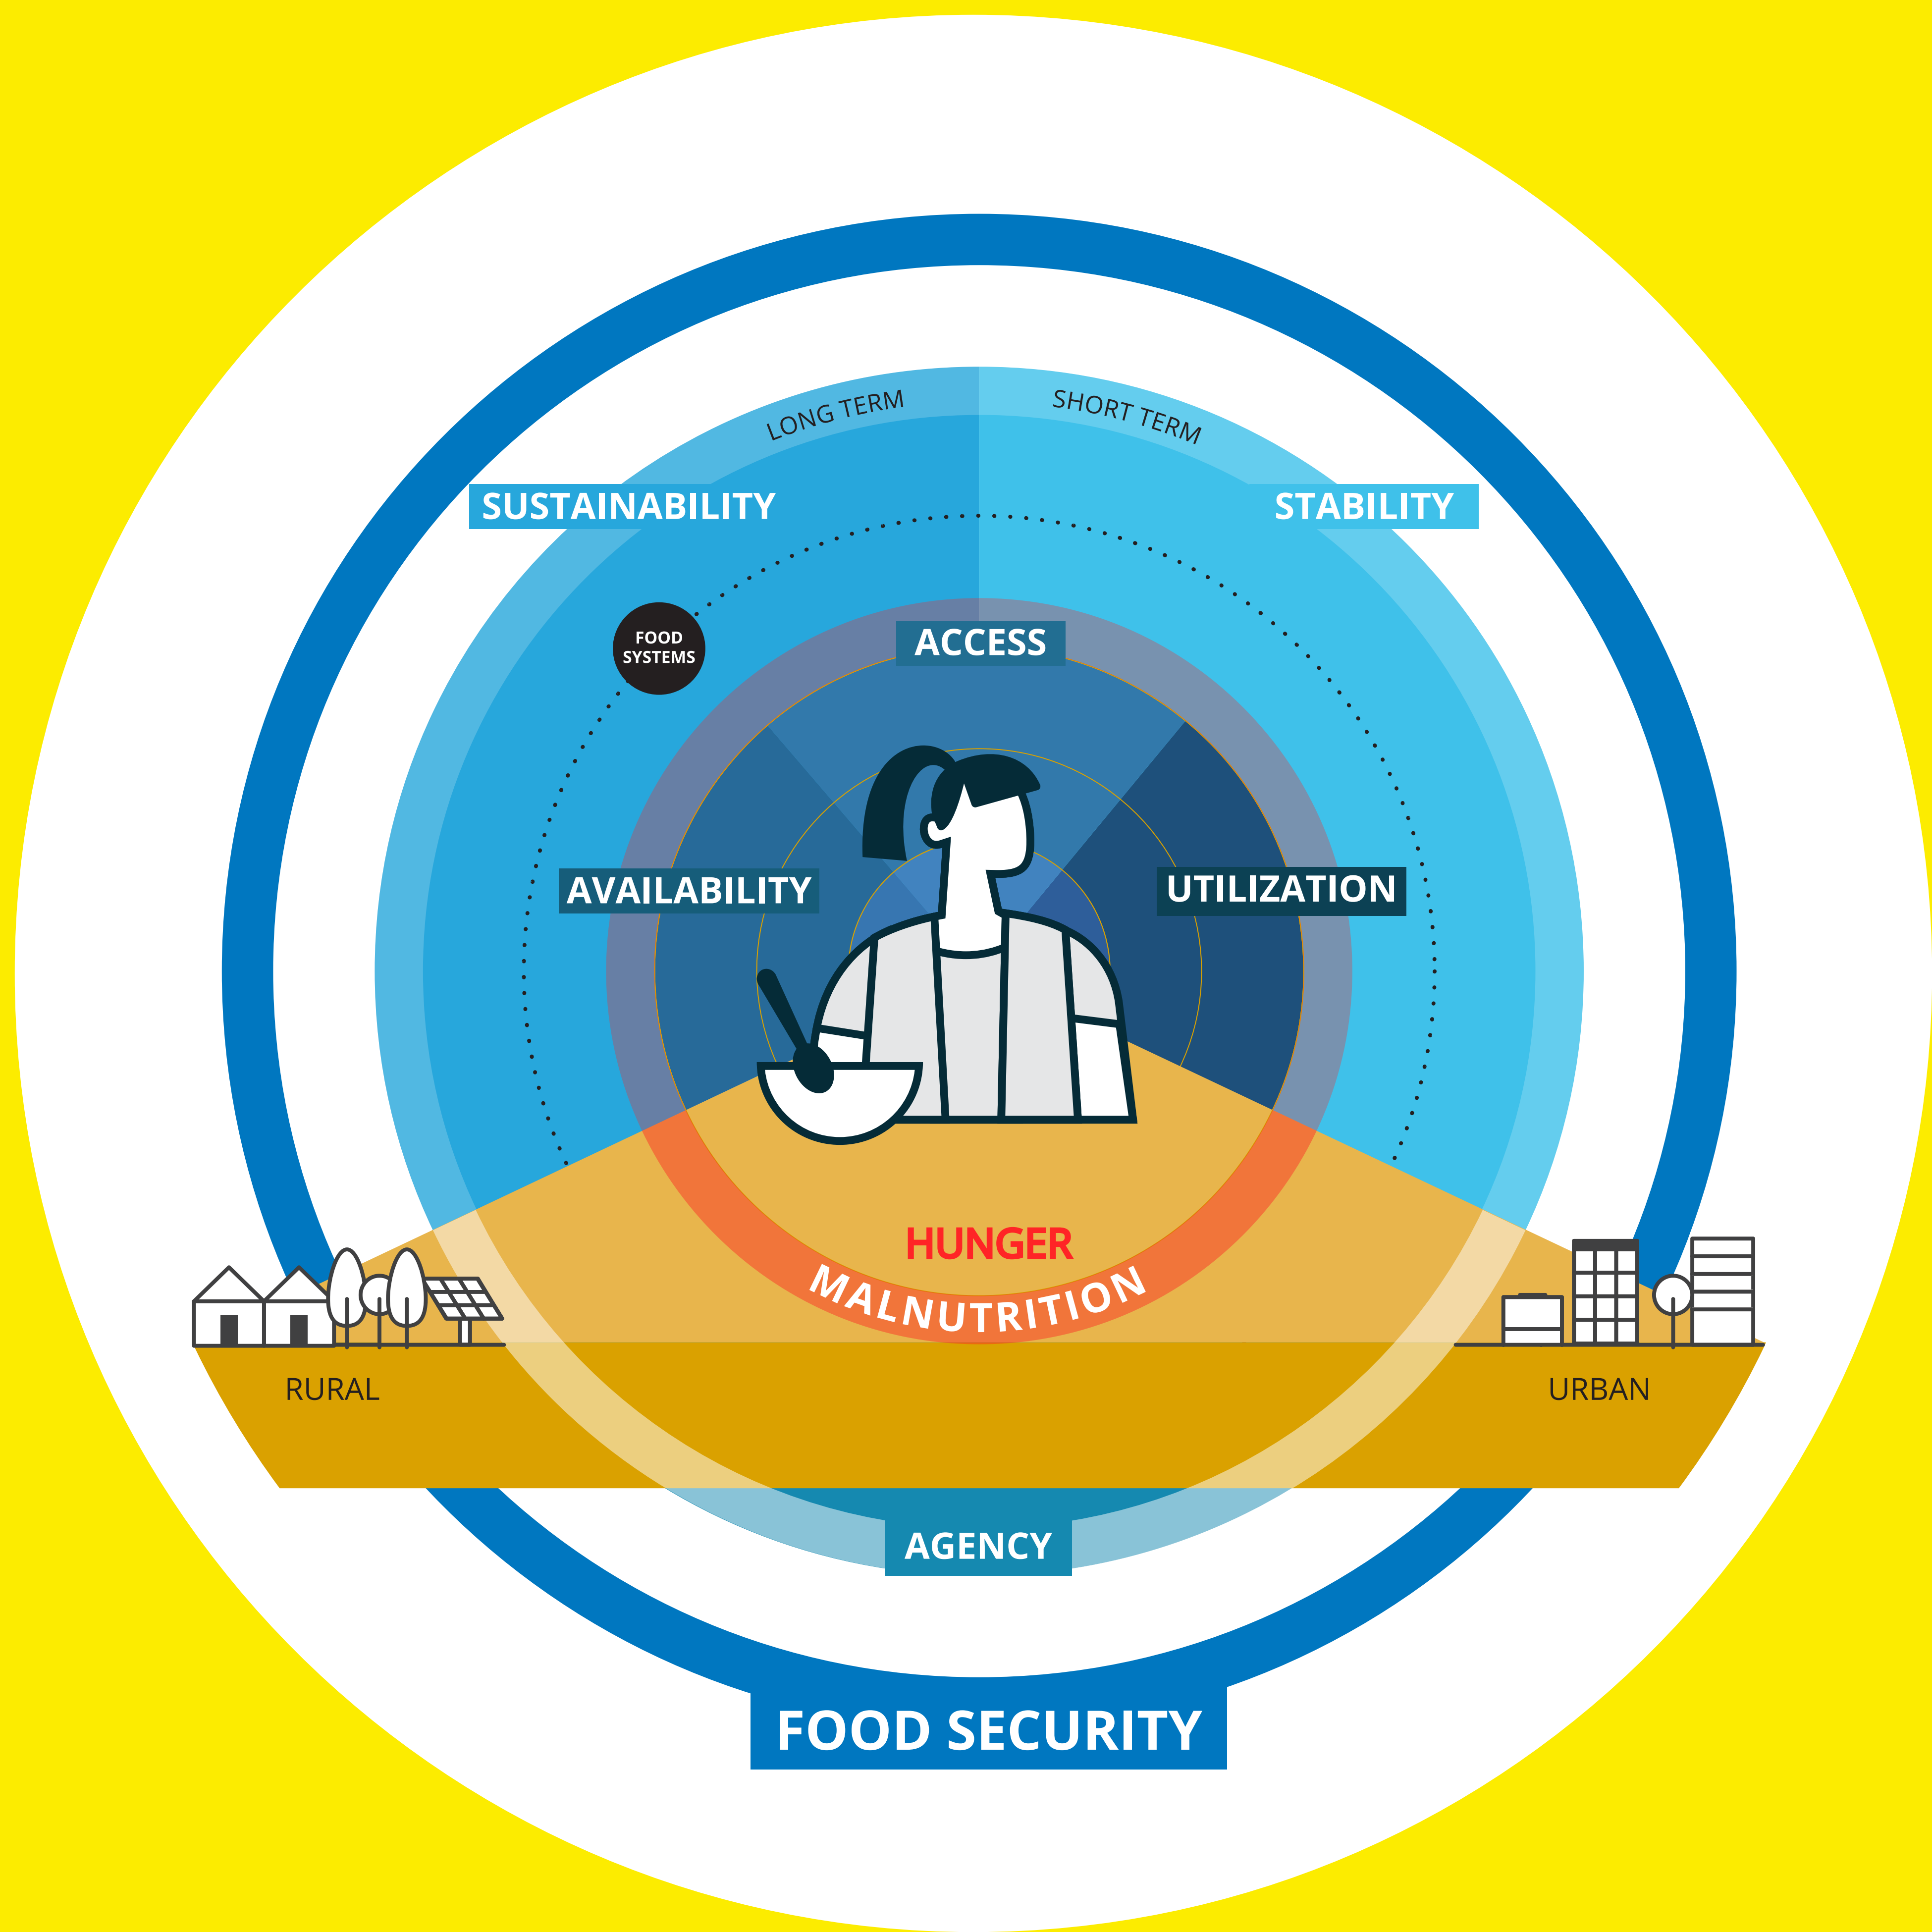 LONG TERM
SHORT TERM
SUSTAINABILITY
STABILITY
FOOD
SYSTEMS
ACCESS
AVAILABILITY
UTILIZATION
HUNGER
MALNUTRITION
RURAL
URBAN
AGENCY
FOOD SECURITY